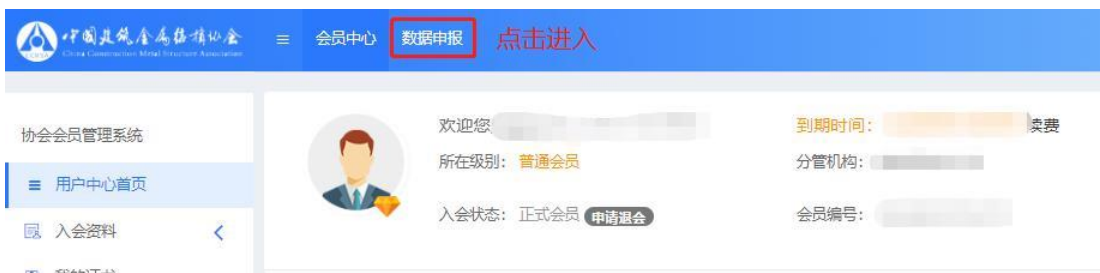 中国建筑金属结构协会
China Construction Metal Structure Association
≡ 会员中心 数据申报 点击进入
协会会员管理系统
用户中心首页
入会资料
我的证书
欢迎您
到期时间: 续费
所在级别: 普通会员
分管机构:
入会状态: 正式会员 申请退会
会员编号: